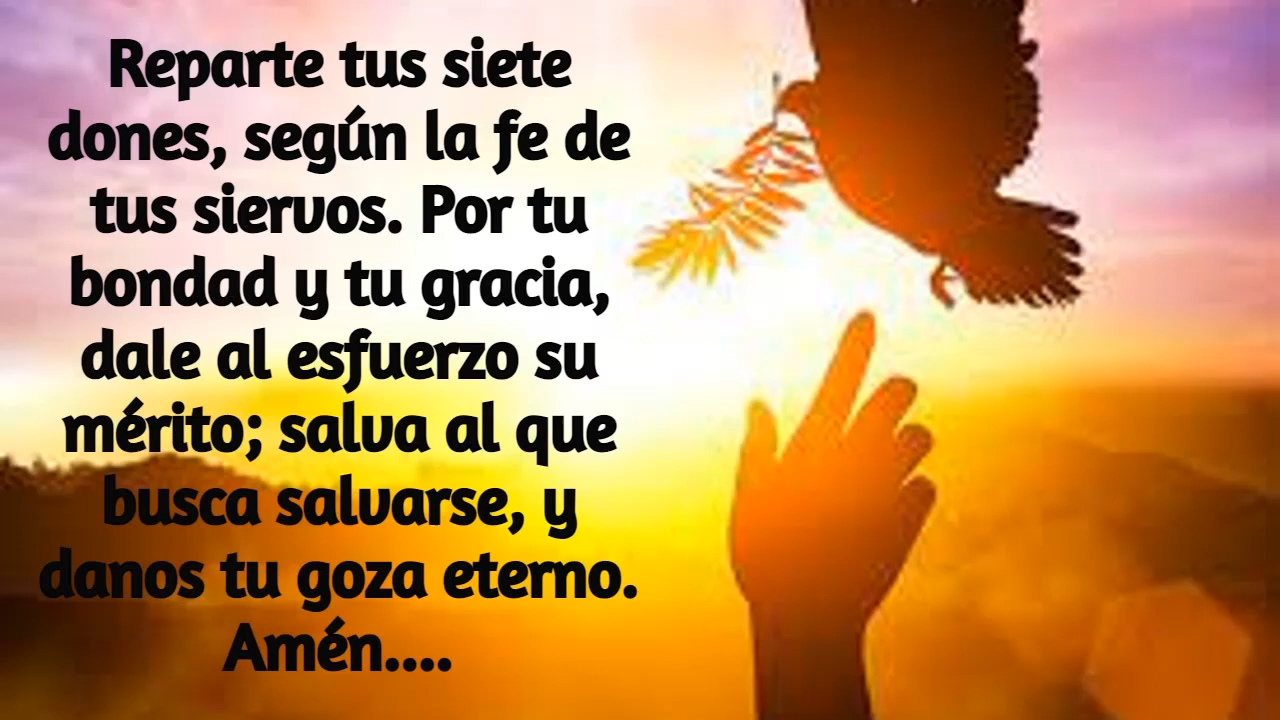 Reparte tus siete
dones, según la fe de
tus siervos. Por tu
bondad y tu gracia,
dale al esfuerzo su
mérito; salva al que
busca salvarse, y
danos tu goza eterno.
Amén....